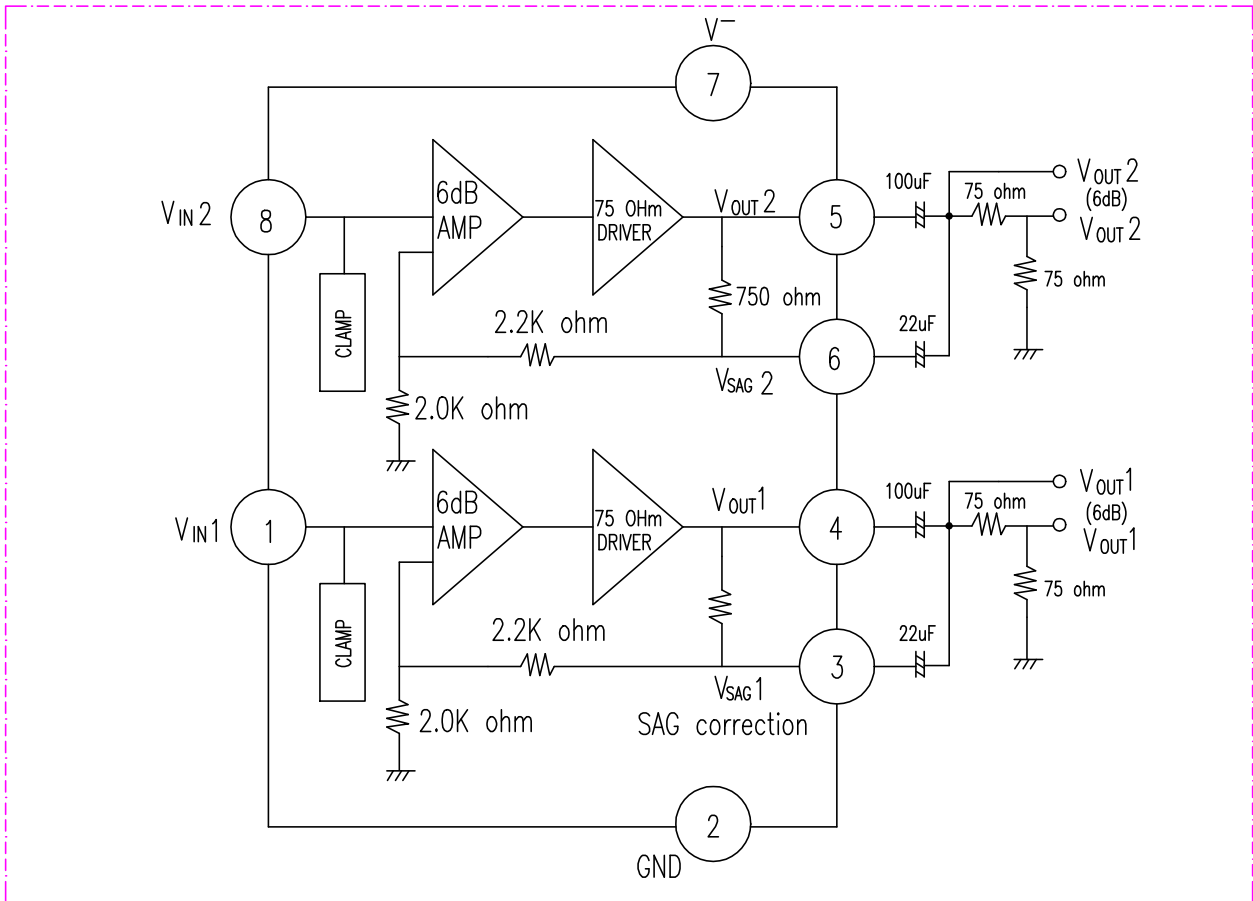 V−
7
VIN 2
8
6dB
AMP
75 OHm
DRIVER
VOUT 2
5
100uF
75 ohm
VOUT 2
(6dB)
VOUT 2
75 ohm
CLAMP
750 ohm
2.2K ohm
6
22uF
VSAG 2
2.0K ohm
VIN 1
1
6dB
AMP
75 OHm
DRIVER
VOUT 1
4
100uF
75 ohm
VOUT 1
(6dB)
VOUT 1
75 ohm
CLAMP
2.2K ohm
3
22uF
VSAG 1
2.0K ohm
SAG correction
2
GND